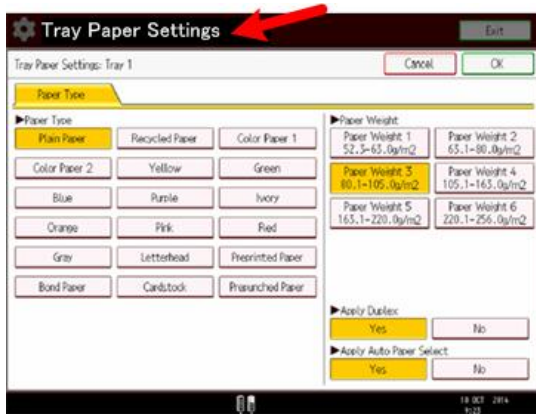 Tray Paper Settings
Exit
Tray Paper Settings: Tray 1
Cancel
OK
Paper Type
►Paper Type
Plain Paper
Recycled Paper
Color Paper 1
Color Paper 2
Yellow
Green
Blue
Purple
Ivory
Orange
Pink
Red
Gray
Letterhead
Preprinted Paper
Bond Paper
Cardstock
Prepunched Paper
►Paper Weight
Paper Weight 1
52.3-63.0g/m2
Paper Weight 2
63.1-80.0g/m2
Paper Weight 3
80.1-105.0g/m2
Paper Weight 4
105.1-163.0g/m2
Paper Weight 5
163.1-220.0g/m2
Paper Weight 6
220.1-256.0g/m2
►Apply Duplex
Yes
No
►Apply Auto Paper Select
Yes
No
10 OCT 2014
9:23